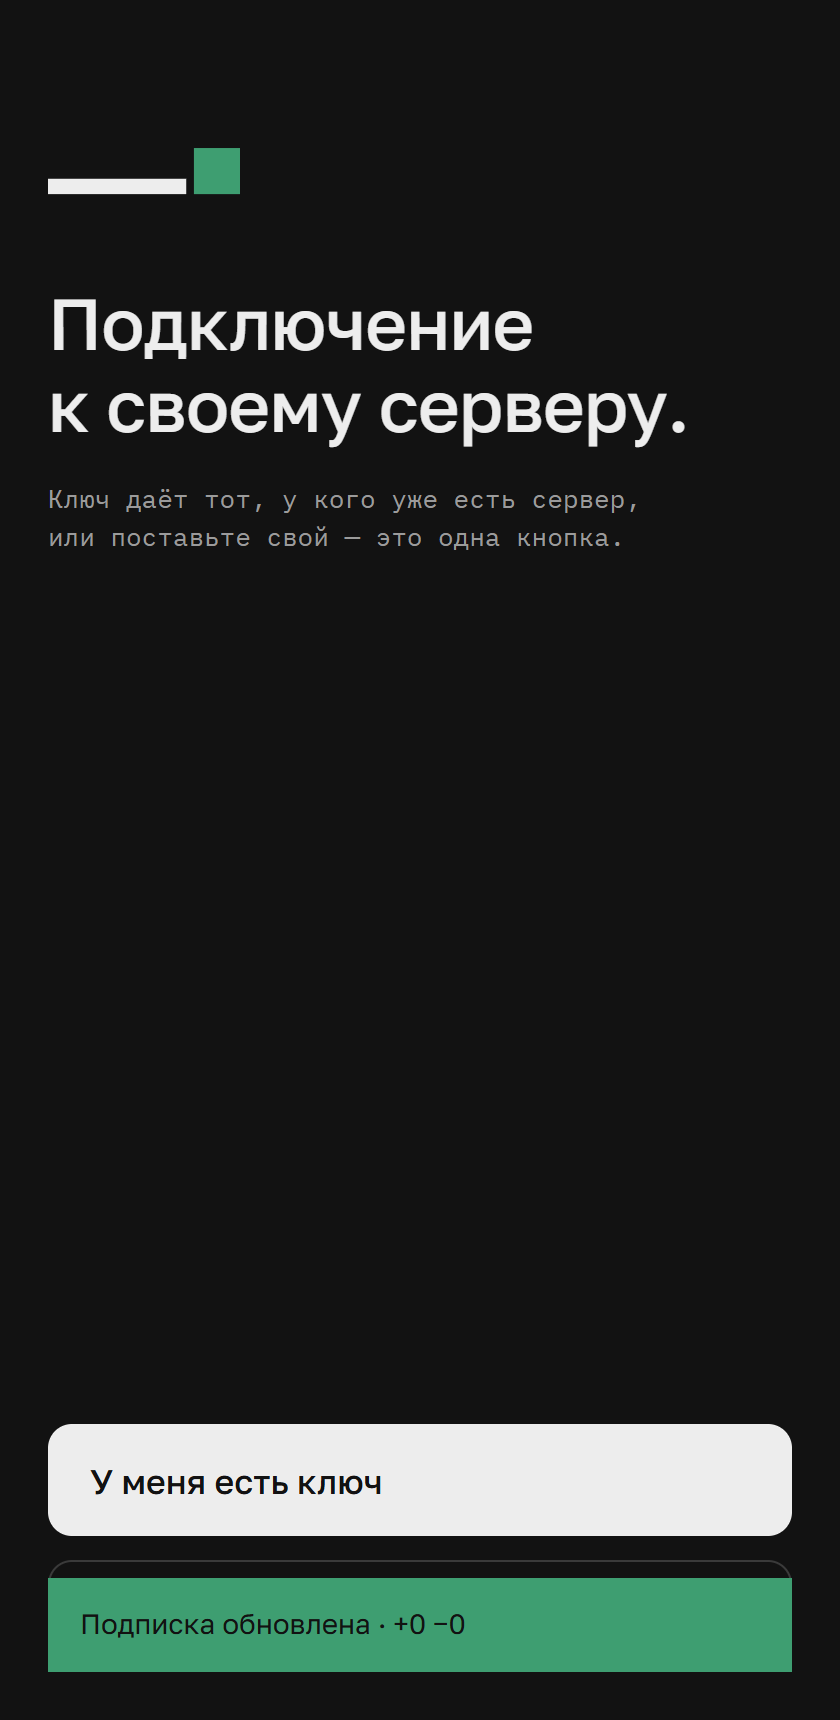 Подключение
к своему серверу.
Ключ даёт тот, у кого уже есть сервер,
или поставьте свой — это одна кнопка.
У меня есть ключ
Подписка обновлена · +0 −0